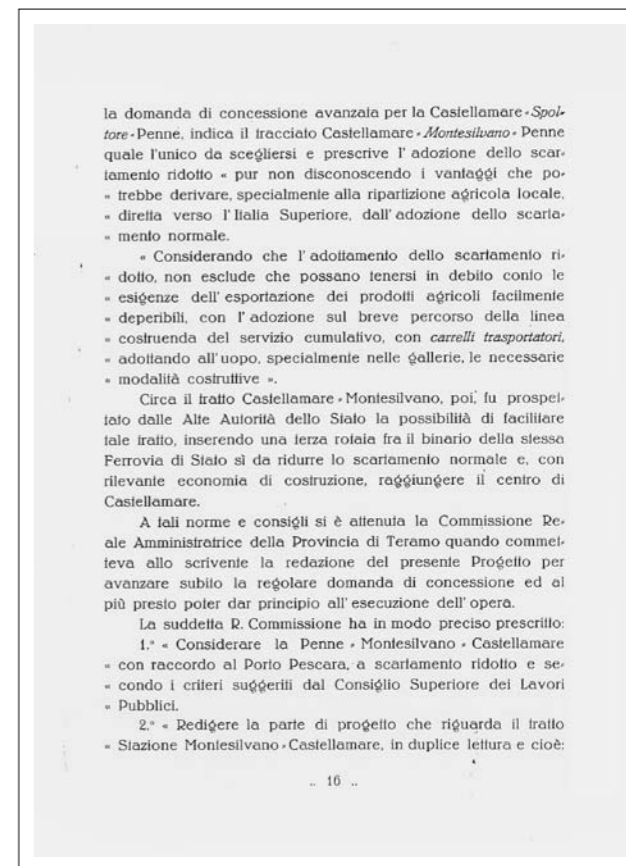 la domanda di concessione avanzata per la Castellamare-Spol-
tore-Penne, indica il tracciato Castellamare-Montesilvano-Penne
quale l'unico da scegliersi e prescrive l'adozione dello scar-
tamento ridotto « pur non disconoscendo i vantaggi che po-
« trebbe derivare, specialmente alla ripartizione agricola locale,
« diretta verso l'Italia Superiore, dall'adozione dello scarta-
« mento normale.
« Considerando che l'adottamento dello scartamento ri-
« dotto, non esclude che possano tenersi in debito conto le
« esigenze dell'esportazione dei prodotti agricoli facilmente
« deperibili, con l'adozione sul breve percorso della linea
« costruenda del servizio cumulativo, con carrelli trasportatori,
« adottando all'uopo, specialmente nelle gallerie, le necessarie
« modalità costruttive ».
Circa il tratto Castellamare-Montesilvano, poi, fu prospet-
tato dalle Alte Autorità dello Stato la possibilità di facilitare
tale tratto, inserendo una terza rotaia fra il binario della stessa
Ferrovia di Stato sì da ridurre lo scartamento normale e, con
rilevante economia di costruzione, raggiungere il centro di
Castellamare.
A tali norme e consigli si è attenuta la Commissione Re-
ale Amministratrice della Provincia di Teramo quando commet-
teva allo scrivente la redazione del presente Progetto per
avanzare subito la regolare domanda di concessione ed al
più presto poter dar principio all'esecuzione dell'opera.
La suddetta R. Commissione ha in modo preciso prescritto:
1.° « Considerare la Penne-Montesilvano-Castellamare
« con raccordo al Porto Pescara, a scartamento ridotto e se-
« condo i criteri suggeriti dal Consiglio Superiore dei Lavori
« Pubblici.
2.° « Redigere la parte di progetto che riguarda il tratto
« Stazione Montesilvano-Castellamare, in duplice lettura e cioè:
.. 16 ..